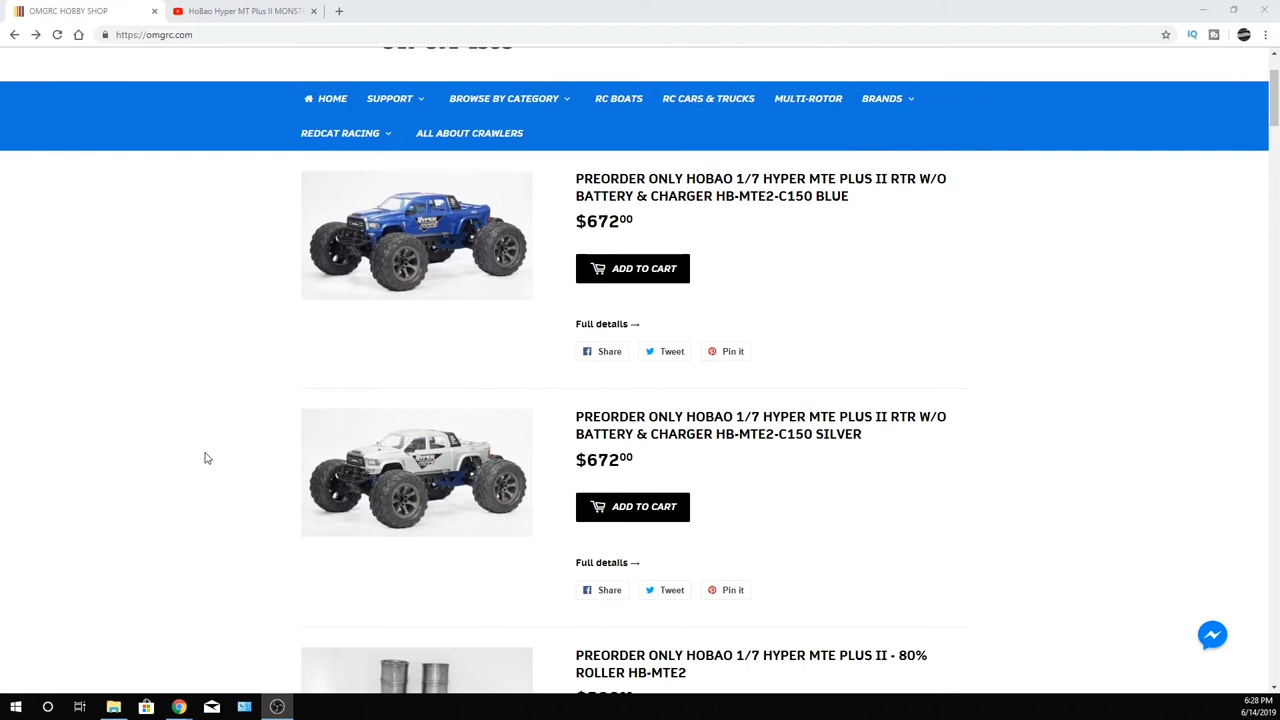 OMGRC HOBBY SHOP
HoBao Hyper MT Plus II MONST
https://omgrc.com
HOME SUPPORT BROWSE BY CATEGORY RC BOATS RC CARS & TRUCKS MULTI-ROTOR BRANDS
REDCAT RACING ALL ABOUT CRAWLERS
PREORDER ONLY HOBAO 1/7 HYPER MTE PLUS II RTR W/O
BATTERY & CHARGER HB-MTE2-C150 BLUE
$672.00
ADD TO CART
Full details →
Share Tweet Pin it
PREORDER ONLY HOBAO 1/7 HYPER MTE PLUS II RTR W/O
BATTERY & CHARGER HB-MTE2-C150 SILVER
$672.00
ADD TO CART
Full details →
Share Tweet Pin it
PREORDER ONLY HOBAO 1/7 HYPER MTE PLUS II - 80%
ROLLER HB-MTE2
6:28 PM
6/14/2019